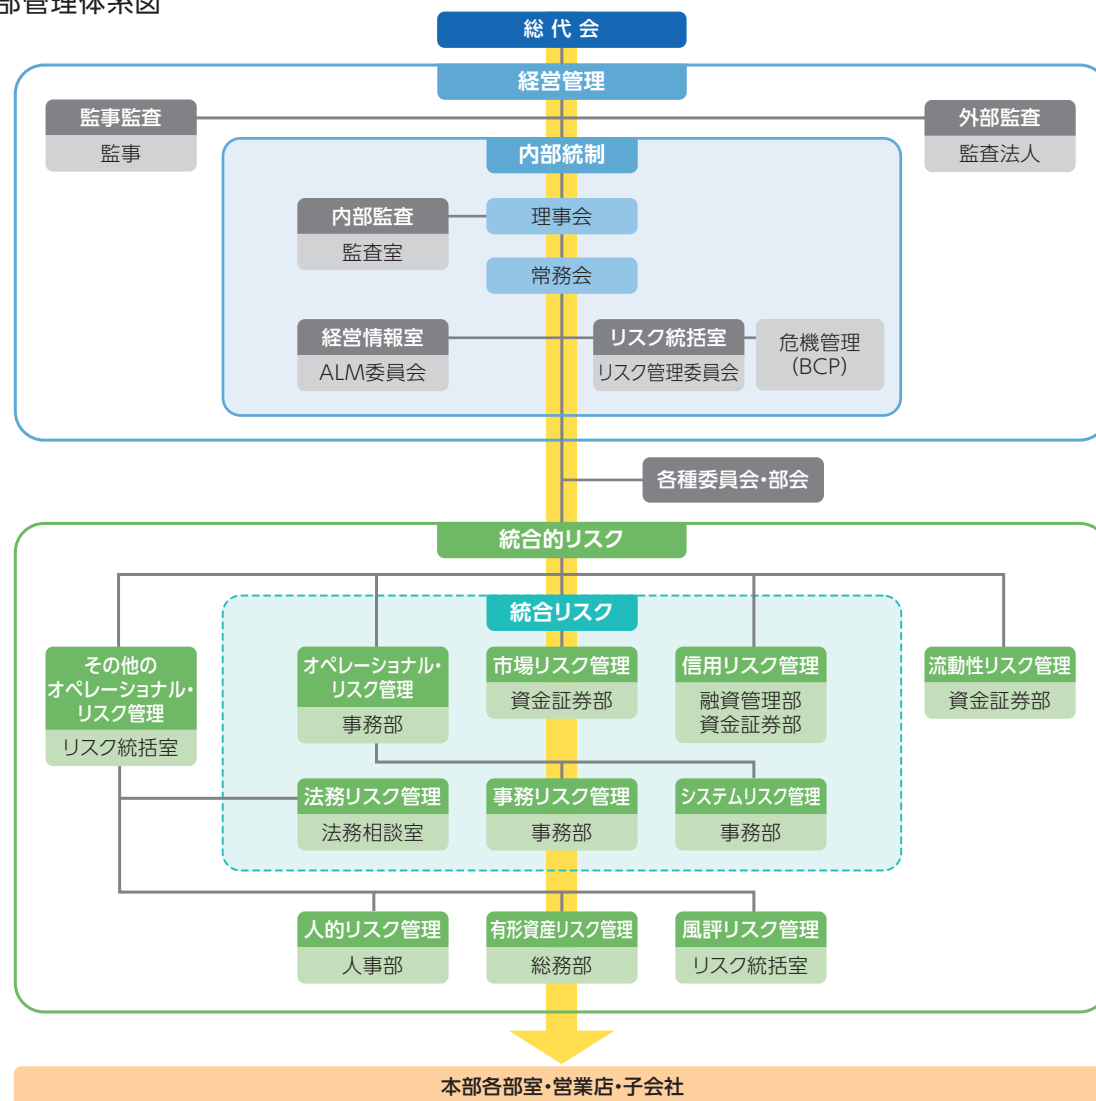 部管理体系図
総代会
経営管理
監事監査
監事
外部監査
監査法人
内部統制
内部監査
監査室
理事会
常務会
経営情報室
ALM委員会
リスク統括室
リスク管理委員会
危機管理
(BCP)
各種委員会・部会
統合的リスク
統合リスク
その他の
オペレーショナル・
リスク管理
リスク統括室
オペレーショナル・
リスク管理
事務部
市場リスク管理
資金証券部
信用リスク管理
融資管理部
資金証券部
流動性リスク管理
資金証券部
法務リスク管理
法務相談室
事務リスク管理
事務部
システムリスク管理
事務部
人的リスク管理
人事部
有形資産リスク管理
総務部
風評リスク管理
リスク統括室
本部各部室・営業店・子会社